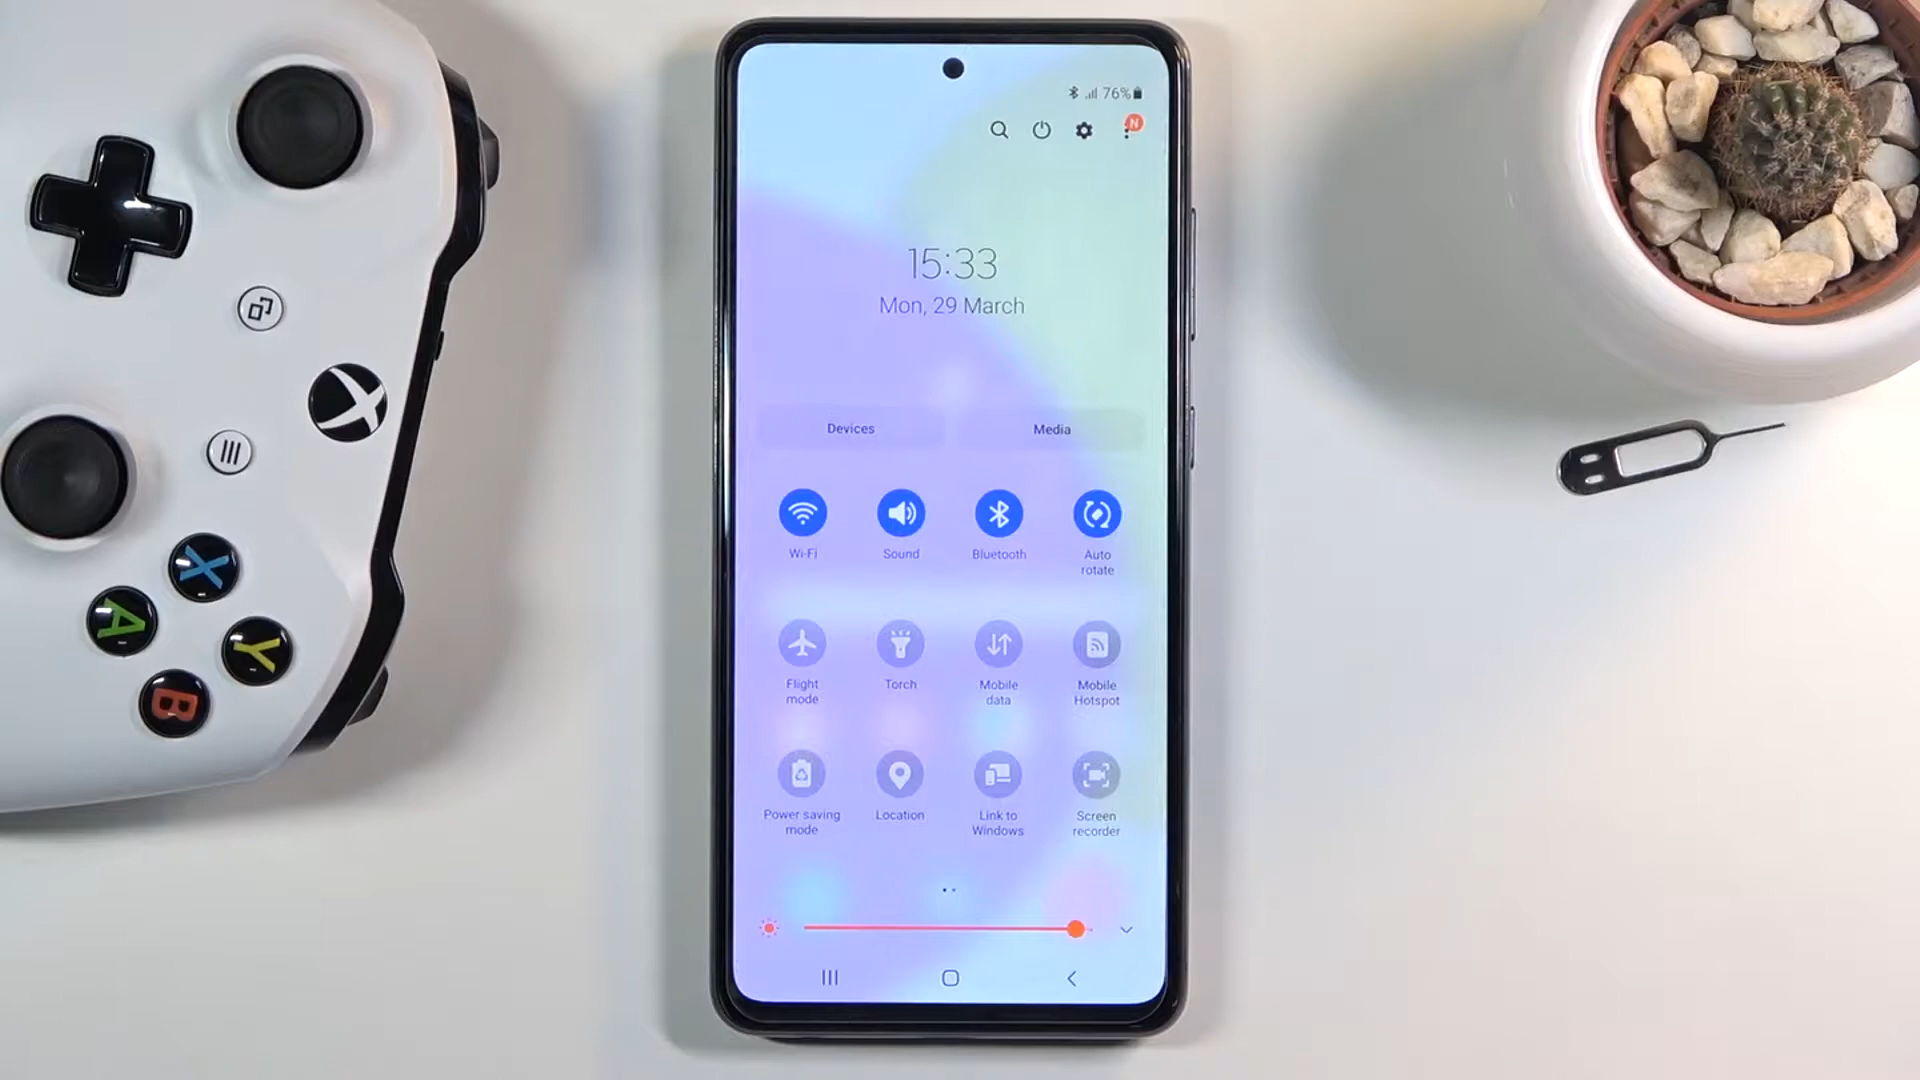 76%
N
15:33
Mon, 29 March
Devices Media
Wi-Fi Sound Bluetooth Auto rotate
Flight mode Torch Mobile data Mobile Hotspot
Power saving mode Location Link to Windows Screen recorder
X
A
Y
B